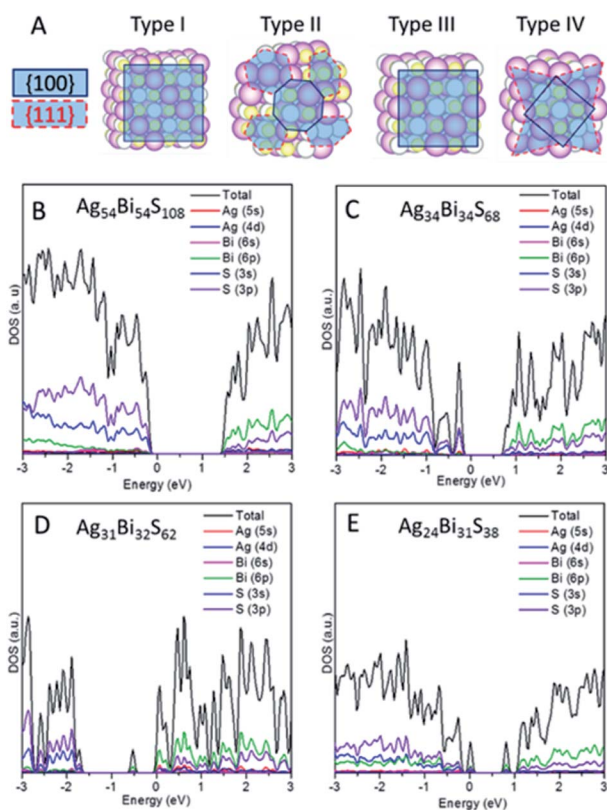 A
Type I
Type II
Type III
Type IV
{100}
{111}
B
Ag54Bi54S108
Total
Ag (5s)
Ag (4d)
Bi (6s)
Bi (6p)
S (3s)
S (3p)
DOS (a. u)
-3 -2 -1 0 1 2 3
Energy (eV)
C
Ag34Bi34S68
Total
Ag (5s)
Ag (4d)
Bi (6s)
Bi (6p)
S (3s)
S (3p)
DOS (a.u.)
-3 -2 -1 0 1 2 3
Energy (eV)
D
Ag31Bi32S62
Total
Ag (5s)
Ag (4d)
Bi (6s)
Bi (6p)
S (3s)
S (3p)
DOS (a.u.)
-3 -2 -1 0 1 2 3
Energy (eV)
E
Ag24Bi31S38
Total
Ag (5s)
Ag (4d)
Bi (6s)
Bi (6p)
S (3s)
S (3p)
DOS (a.u.)
-3 -2 -1 0 1 2 3
Energy (eV)